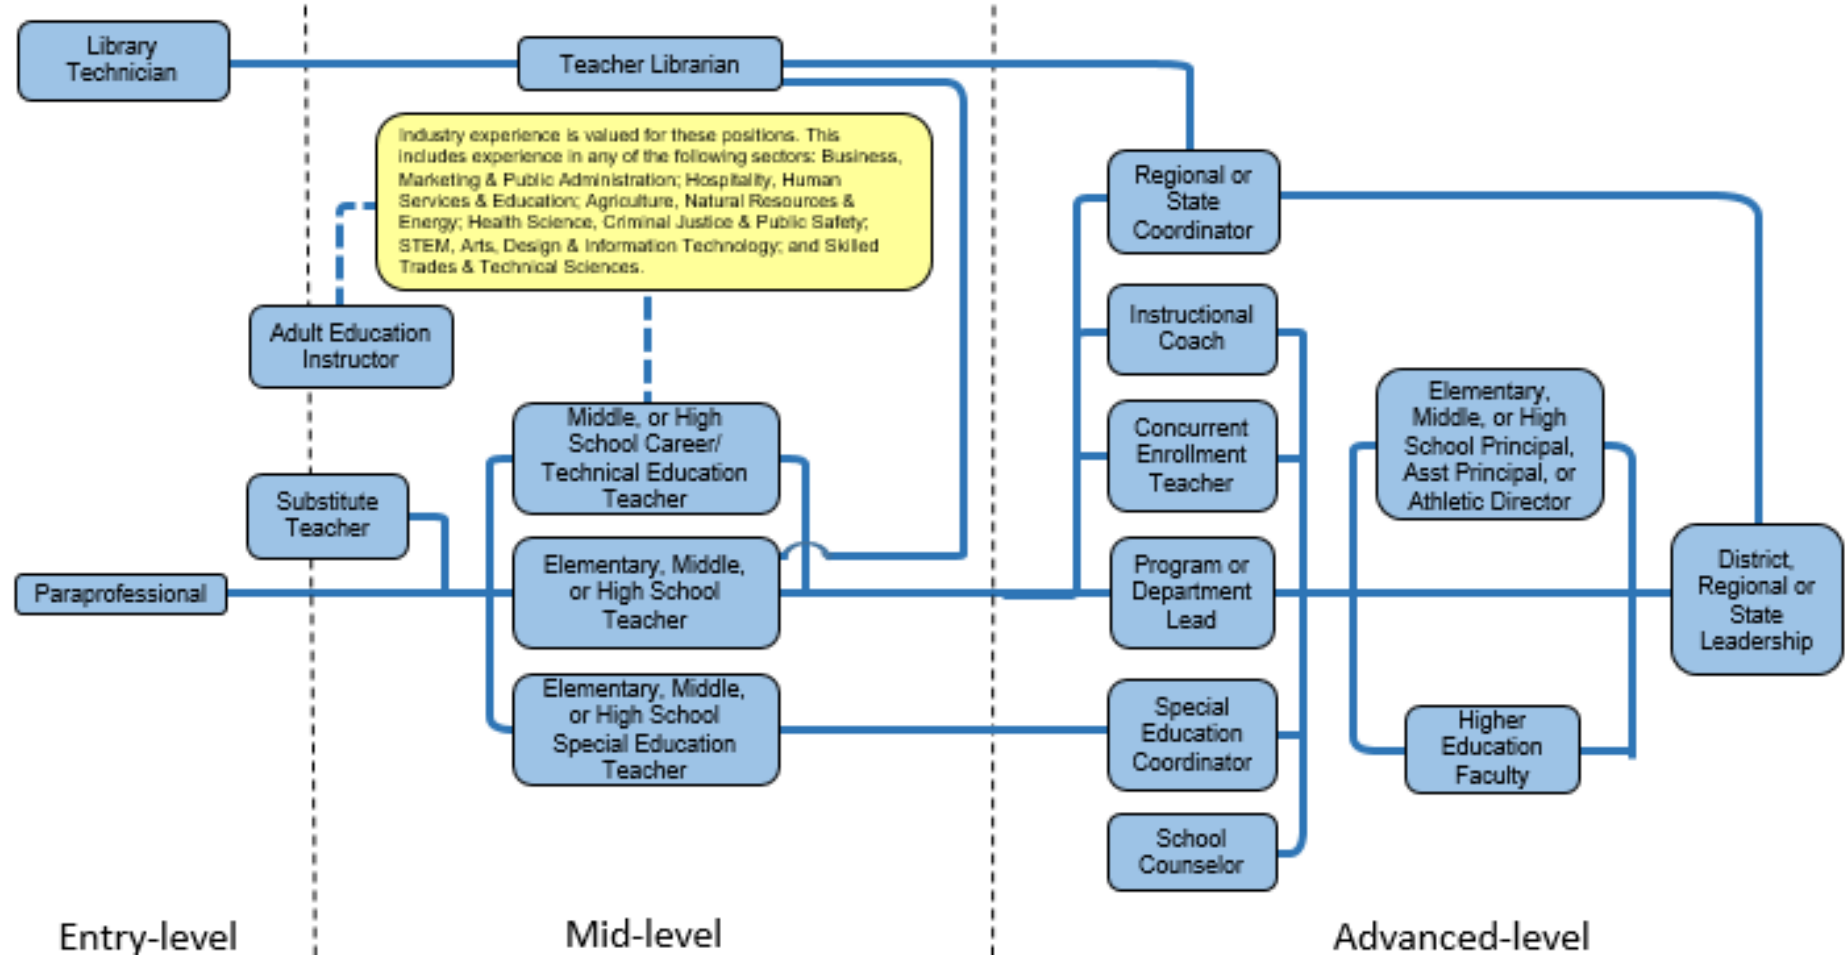 Library
Technician
Teacher Librarian
Industry experience is valued for these positions. This
includes experience in any of the following sectors: Business,
Marketing & Public Administration; Hospitality, Human
Services & Education; Agriculture, Natural Resources &
Energy; Health Science, Criminal Justice & Public Safety;
STEM, Arts, Design & Information Technology; and Skilled
Trades & Technical Sciences.
Adult Education
Instructor
Substitute
Teacher
Paraprofessional
Middle, or High
School Career/
Technical Education
Teacher
Elementary, Middle,
or High School
Teacher
Elementary, Middle,
or High School
Special Education
Teacher
Regional or
State
Coordinator
Instructional
Coach
Concurrent
Enrollment
Teacher
Program or
Department
Lead
Special
Education
Coordinator
School
Counselor
Elementary,
Middle, or High
School Principal,
Asst Principal, or
Athletic Director
Higher
Education
Faculty
District,
Regional or
State
Leadership
Entry-level
Mid-level
Advanced-level